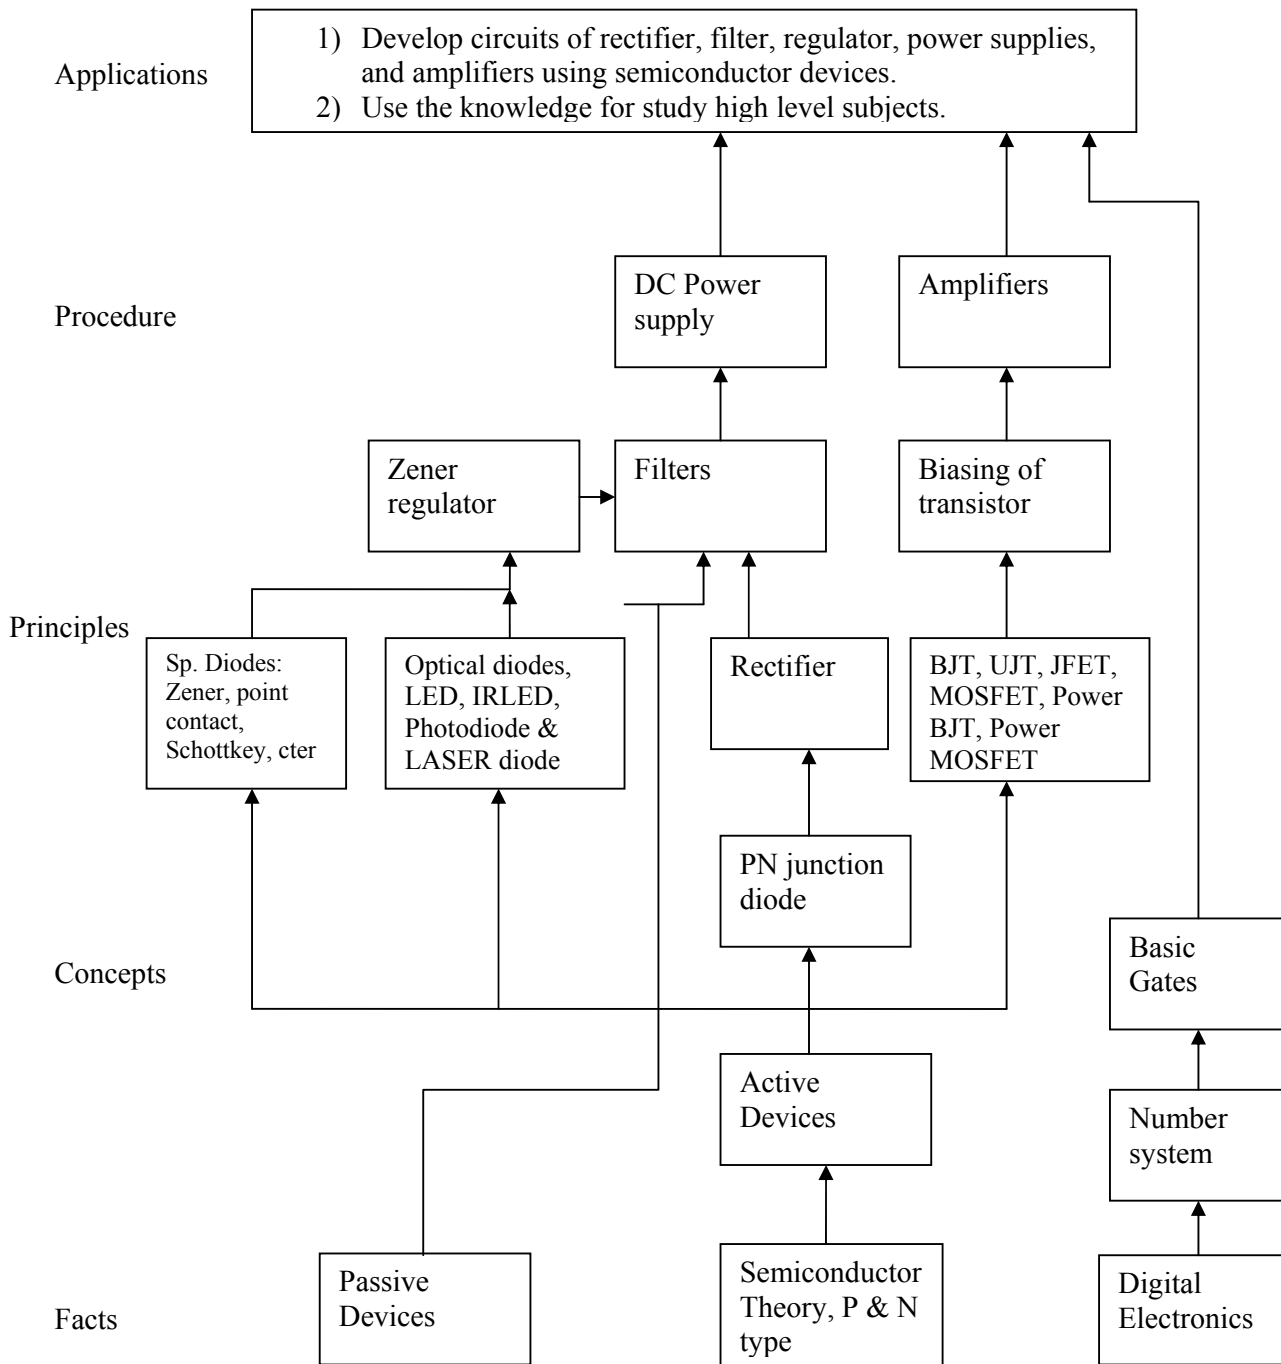 Applications
1) Develop circuits of rectifier, filter, regulator, power supplies,
and amplifiers using semiconductor devices.
2) Use the knowledge for study high level subjects.
Procedure
DC Power
supply
Amplifiers
Zener
regulator
Filters
Biasing of
transistor
Principles
Sp. Diodes:
Zener, point
contact,
Schottkey, cter
Optical diodes,
LED, IRLED,
Photodiode &
LASER diode
Rectifier
BJT, UJT, JFET,
MOSFET, Power
BJT, Power
MOSFET
PN junction
diode
Concepts
Basic
Gates
Active
Devices
Number
system
Facts
Passive
Devices
Semiconductor
Theory, P & N
type
Digital
Electronics